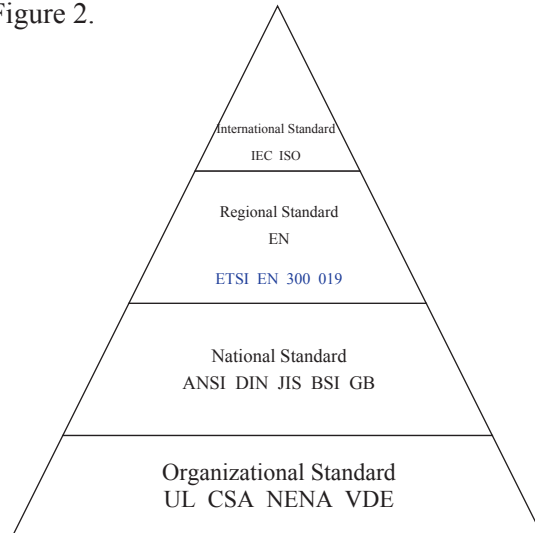 Figure 2.
International Standard
IEC ISO
Regional Standard
EN
ETSI EN 300 019
National Standard
ANSI DIN JIS BSI GB
Organizational Standard
UL CSA NENA VDE